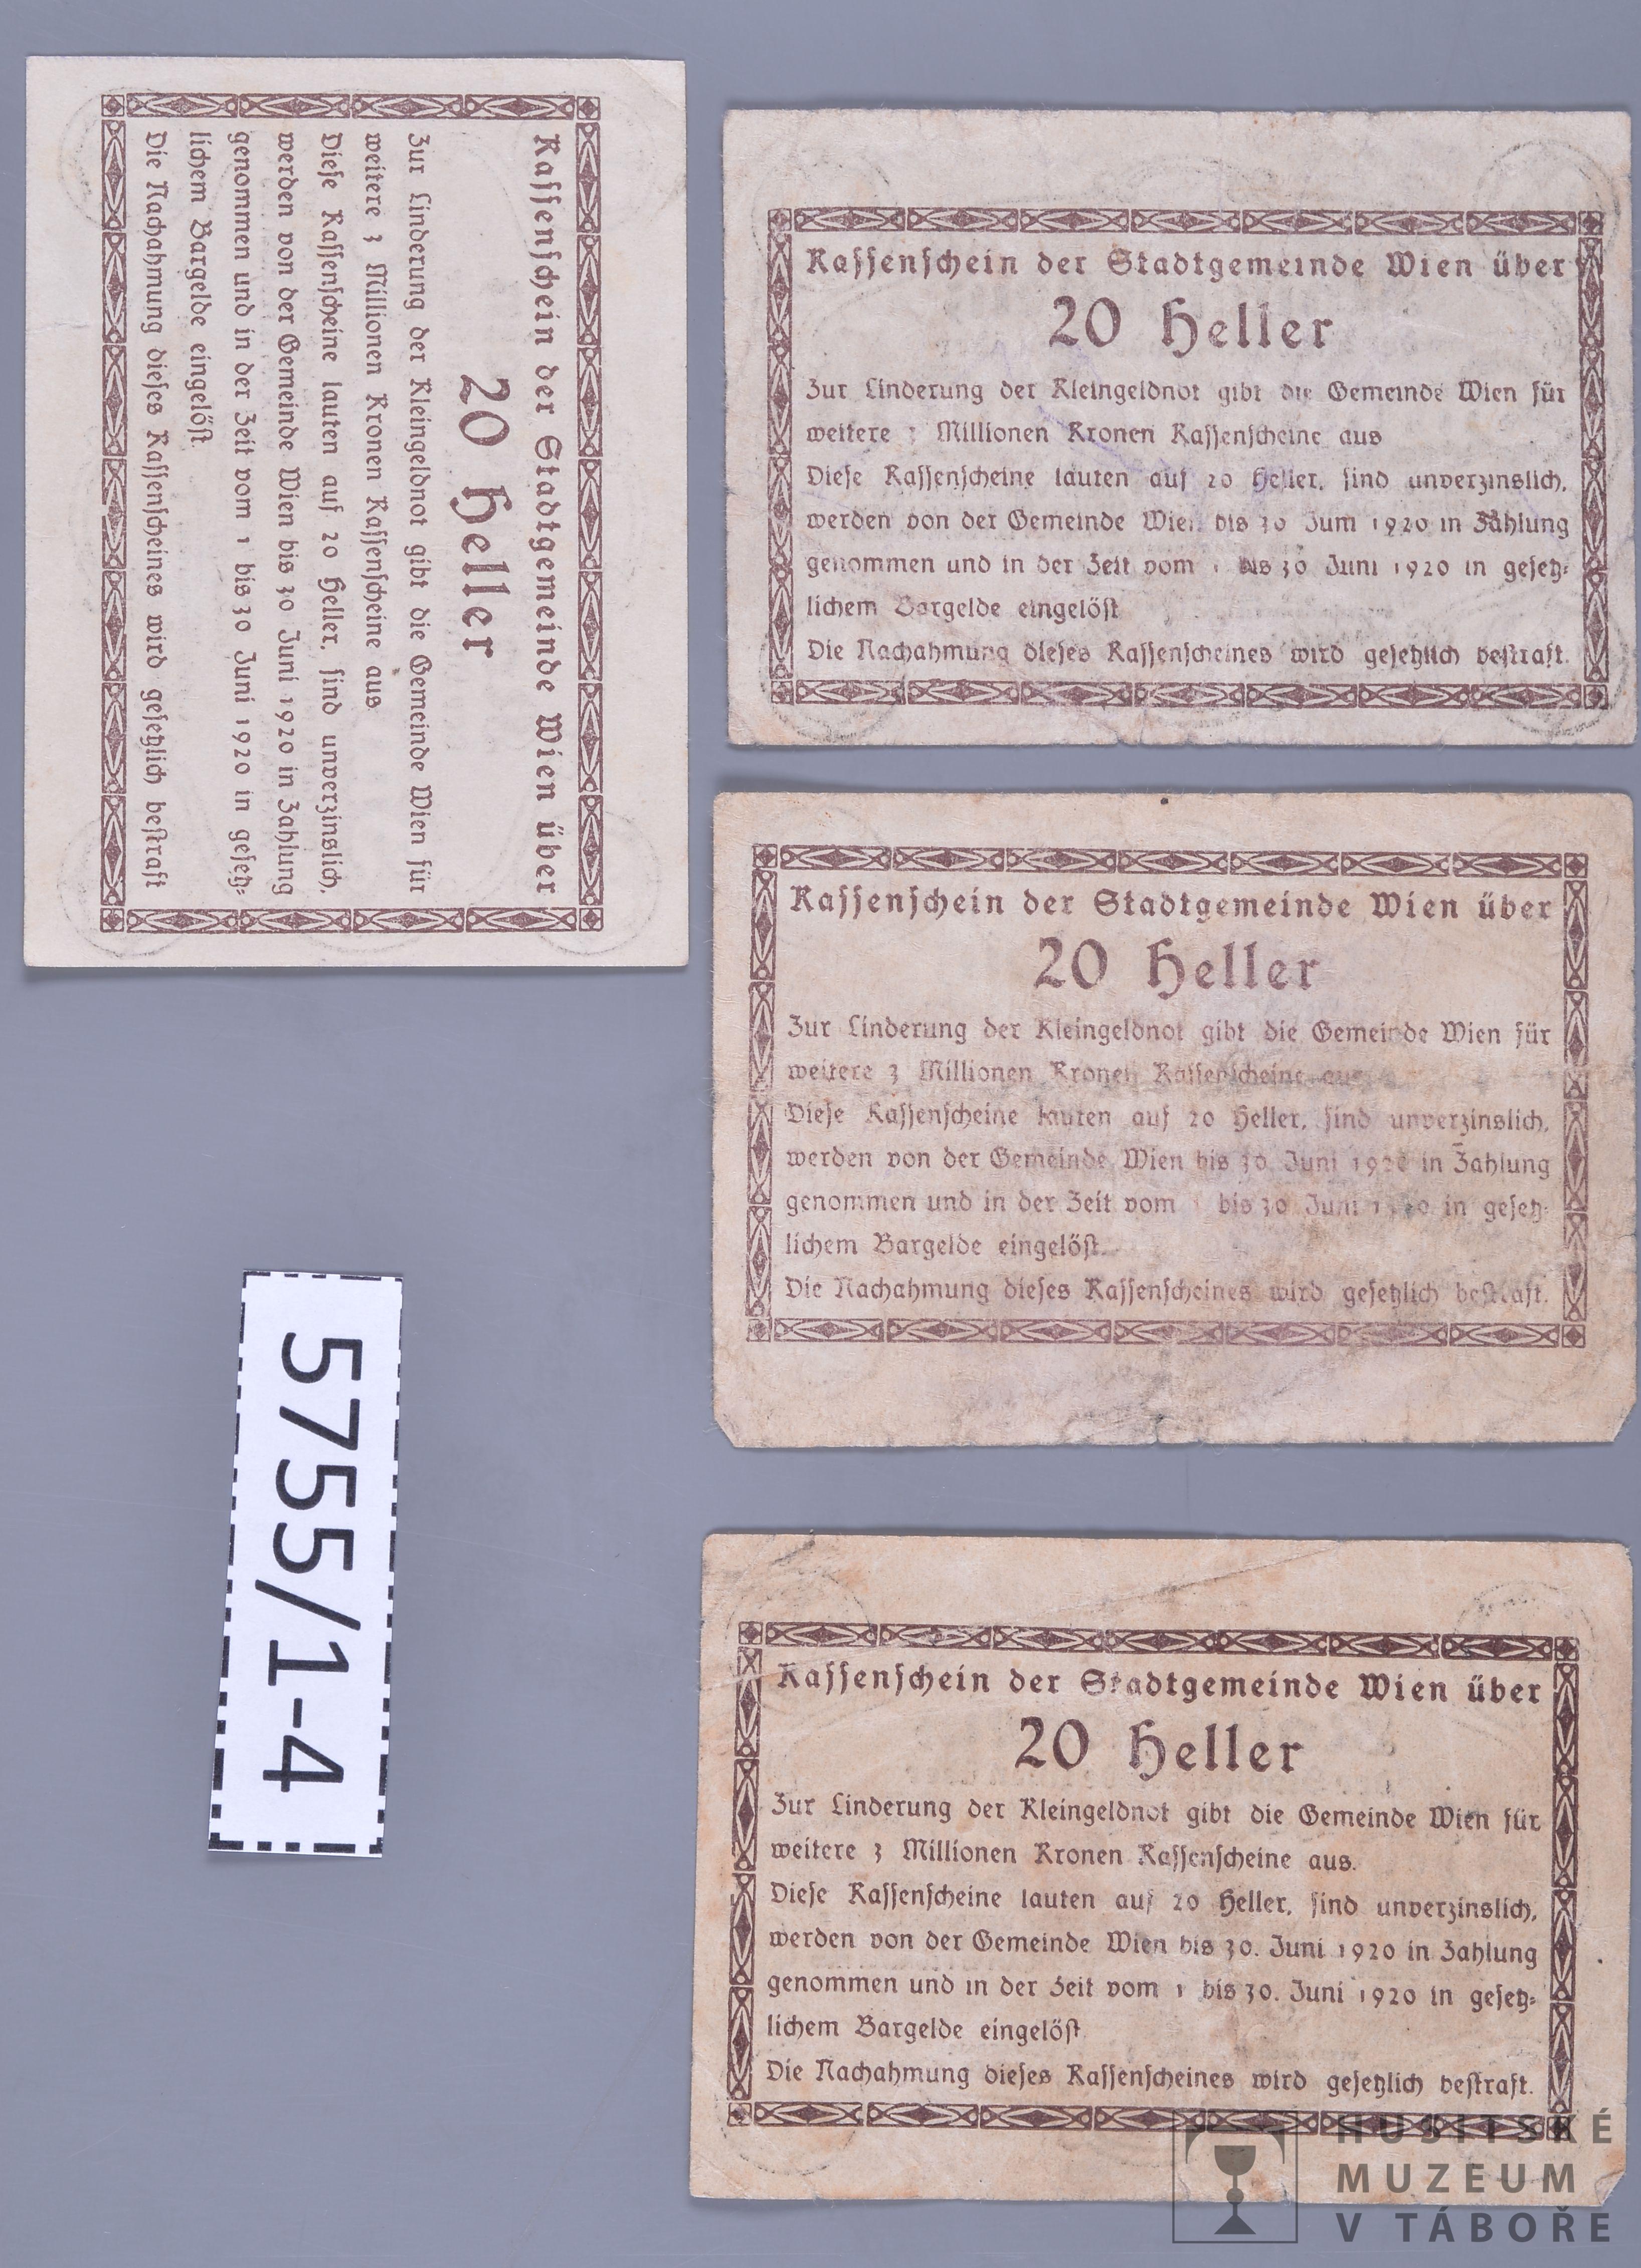 Kassenschein der Stadtgemeinde Wien über
20 Heller
Zur Linderung der Kleingeldnot gibt die Gemeinde Wien für
weitere 3 Millionen Kronen Kassenscheine aus
Diese Kassenscheine lauten auf 20 Heller, sind unverzinslich,
werden von der Gemeinde Wien bis 30 Juni 1920 in Zahlung
genommen und in der Zeit vom 1 bis 30 Juni 1920 in gesetz-
lichem Bargelde eingelöst.
Die Nachahmung dieses Kassenscheines wird gesetzlich bestraft
Kassenschein der Stadtgemeinde Wien über
20 Heller
Zur Linderung der Kleingeldnot gibt die Gemeinde Wien für
weitere 3 Millionen Kronen Kassenscheine aus
Diese Kassenscheine lauten auf 20 Heller, sind unverzinslich,
werden von der Gemeinde Wien bis 30 Juni 1920 in Zahlung
genommen und in der Zeit vom 1 bis 30 Juni 1920 in gesetz-
lichem Bargelde eingelöst
Die Nachahmung dieses Kassenscheines wird gesetzlich bestraft.
Kassenschein der Stadtgemeinde Wien über
20 Heller
Zur Linderung der Kleingeldnot gibt die Gemeinde Wien für
weitere 3 Millionen Kronen Kassenscheine aus
Diese Kassenscheine lauten auf 20 Heller, sind unverzinslich,
werden von der Gemeinde Wien bis 30. Juni 1920 in Zahlung
genommen und in der Zeit vom bis 30 Juni 1920 in gesetz-
lichem Bargelde eingelöst.
Die Nachahmung dieses Kassenscheines wird gesetzlich bestraft.
Kassenschein der Stadtgemeinde Wien über
20 Heller
Zur Linderung der Kleingeldnot gibt die Gemeinde Wien für
weitere 3 Millionen Kronen Kassenscheine aus.
Diese Kassenscheine lauten auf 20 Heller, sind unverzinslich,
werden von der Gemeinde Wien bis 30. Juni 1920 in Zahlung
genommen und in der Zeit vom 1 bis 30. Juni 1920 in gesetz-
lichem Bargelde eingelöst
Die Nachahmung dieses Kassenscheines wird gesetzlich bestraft.
5755/1-4
HUSITSKÉ
MUZEUM
V TÁBOŘE